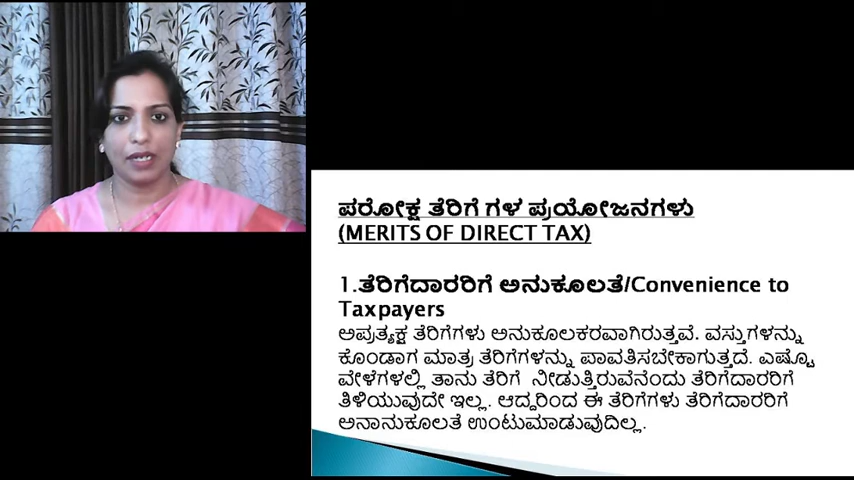 ಪರೋಕ್ಷ ತೆರಿಗೆ ಗಳ ಪ್ರಯೋಜನಗಳು
(MERITS OF DIRECT TAX)
1.ತೆರಿಗೆದಾರರಿಗೆ ಅನುಕೂಲತೆ/Convenience to
Taxpayers
ಅಪ್ರತ್ಯಕ್ಷ ತೆರಿಗೆಗಳು ಅನುಕೂಲಕರವಾಗಿರುತ್ತವೆ. ವಸ್ತುಗಳನ್ನು
ಕೊಂಡಾಗ ಮಾತ್ರ ತೆರಿಗೆಗಳನ್ನು ಪಾವತಿಸಬೇಕಾಗುತ್ತದೆ. ಎಷ್ಟೊ
ವೇಳೆಗಳಲ್ಲಿ ತಾನು ತೆರಿಗೆ ನೀಡುತ್ತಿರುವನೆಂದು ತೆರಿಗೆದಾರರಿಗೆ
ತಿಳಿಯುವುದೇ ಇಲ್ಲ. ಆದ್ದರಿಂದ ಈ ತೆರಿಗೆಗಳು ತೆರಿಗೆದಾರರಿಗೆ
ಅನಾನುಕೂಲತೆ ಉಂಟುಮಾಡುವುದಿಲ್ಲ.